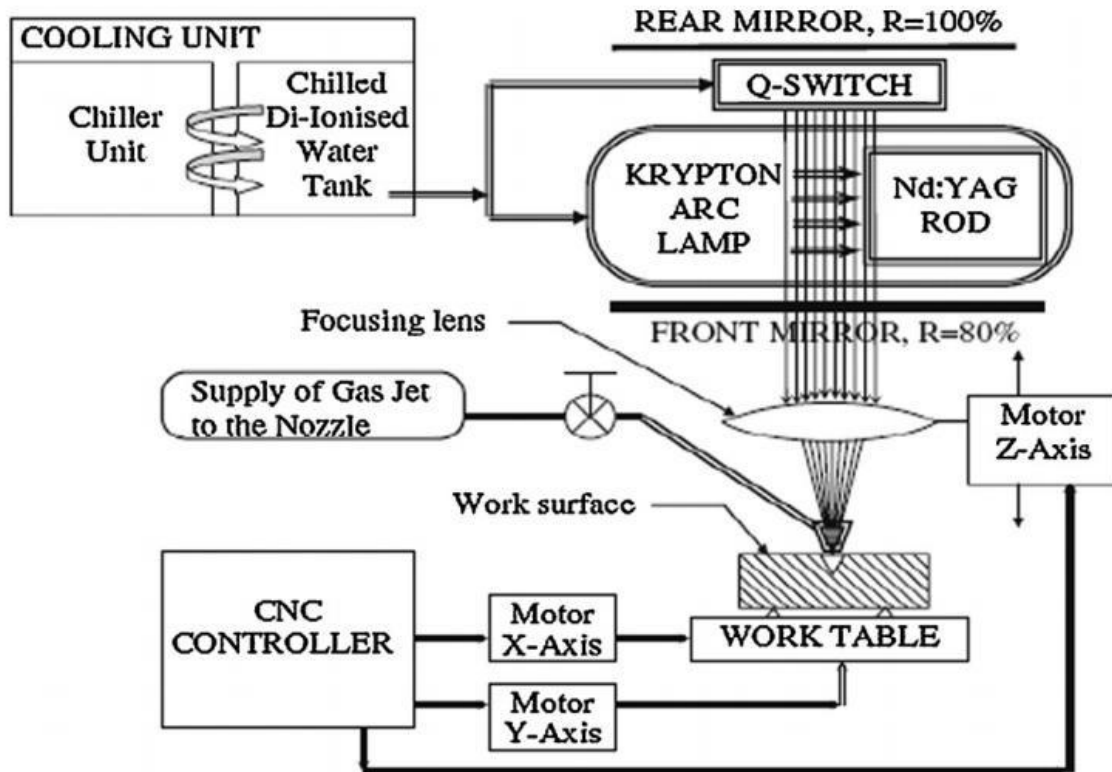 COOLING UNIT
Chiller
Unit
Chilled
Di-Ionised
Water
Tank
REAR MIRROR, R=100%
Q-SWITCH
KRYPTON
ARC
LAMP
Nd:YAG
ROD
FRONT MIRROR, R=80%
Focusing lens
Supply of Gas Jet
to the Nozzle
Motor
Z-Axis
Work surface
CNC
CONTROLLER
Motor
X-Axis
WORK TABLE
Motor
Y-Axis